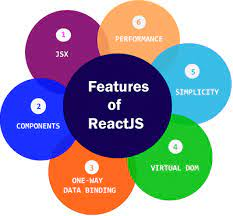 Features
of
ReactJS
1
JSX
2
COMPONENTS
3
ONE-WAY
DATA BINDING
4
VIRTUAL DOM
5
SIMPLICITY
6
PERFORMANCE